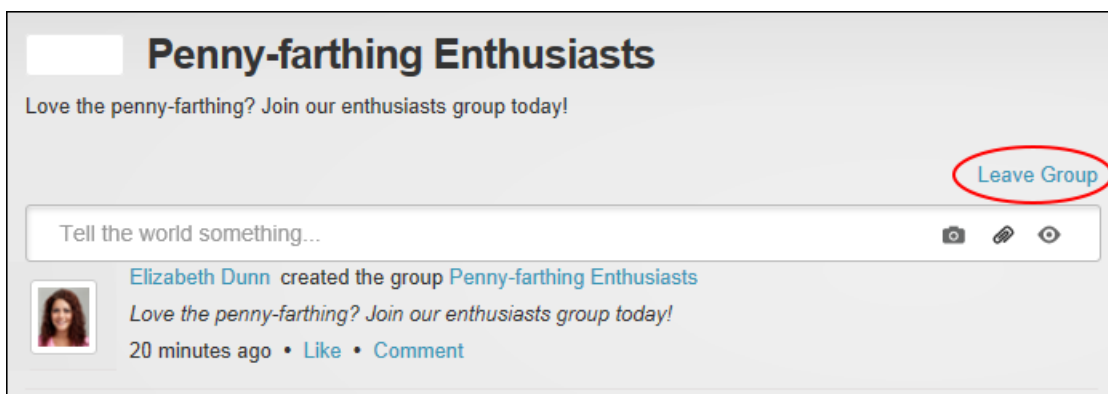 Penny-farthing Enthusiasts
Love the penny-farthing? Join our enthusiasts group today!
Leave Group
Tell the world something...
Elizabeth Dunn created the group Penny-farthing Enthusiasts
Love the penny-farthing? Join our enthusiasts group today!
20 minutes ago • Like • Comment